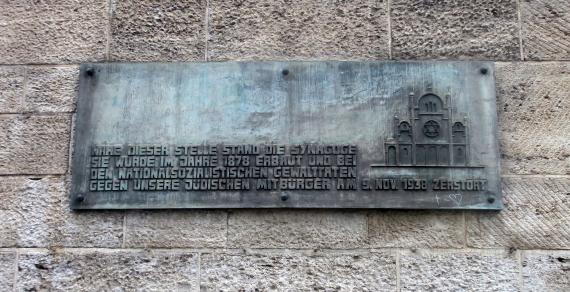 NAHE DIESER STELLE STAND DIE SYNAGOGE
SIE WURDE IM JAHRE 1878 ERBAUT UND BEI
DEN NATIONALSOZIALISTISCHEN GEWALTTATEN
GEGEN UNSERE JÜDISCHEN MITBÜRGER AM 9. NOV. 1938 ZERSTÖRT